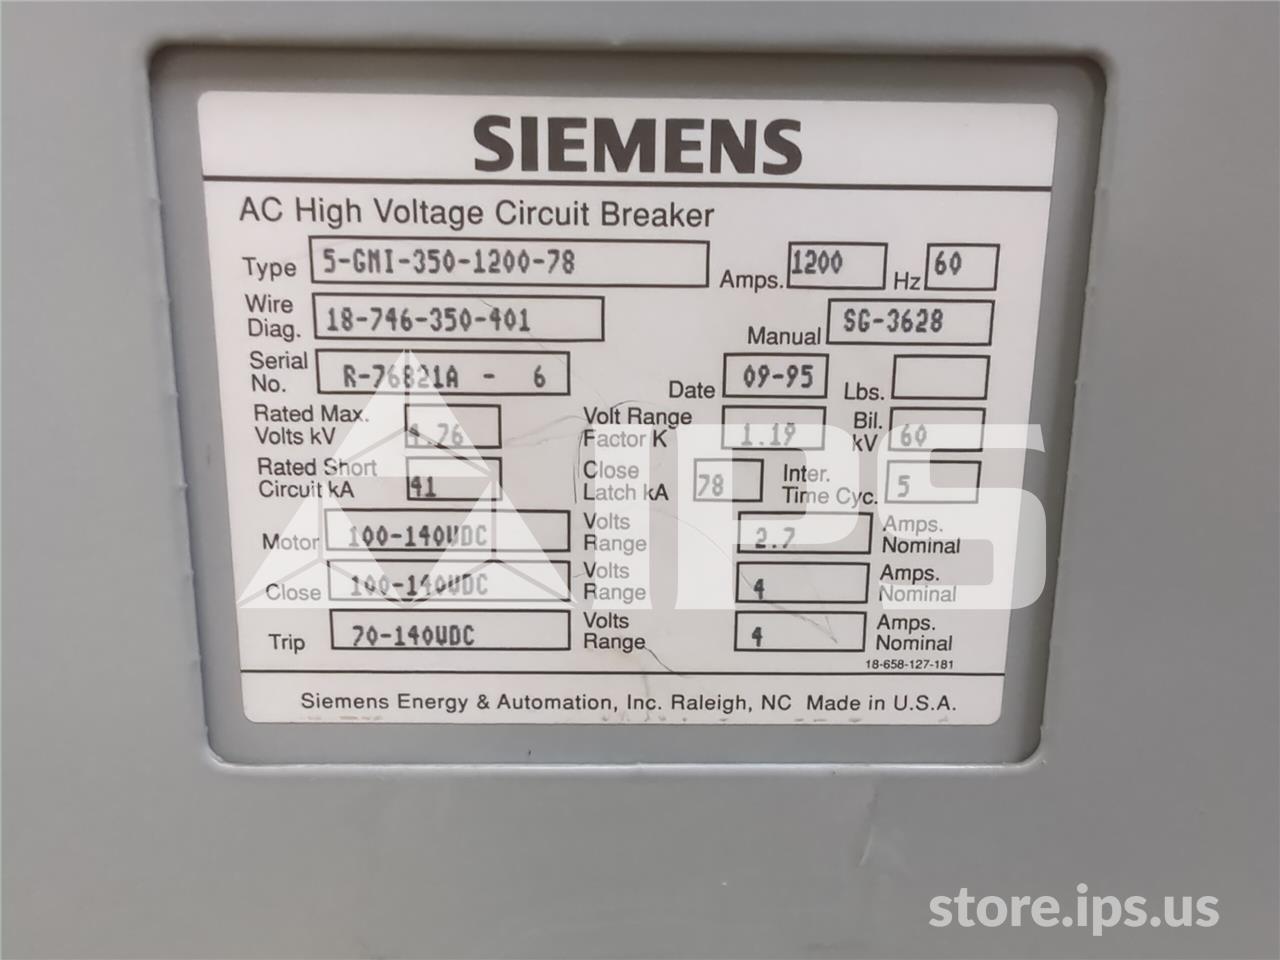 SIEMENS
AC High Voltage Circuit Breaker
Type 5-GMI-350-1200-78 Amps. 1200 Hz 60
Wire Diag. 18-746-350-401 Manual SG-3628
Serial No. R-76821A - 6 Date 09-95 Lbs.
Rated Max. Volts kV 4.76 Volt Range Factor K 1.19 Bil. kV 60
Rated Short Circuit kA 41 Close Latch kA 78 Inter. Time Cyc. 5
Motor 100-140VDC Volts Range 2.7 Amps. Nominal
Close 100-140VDC Volts Range 4 Amps. Nominal
Trip 70-140VDC Volts Range 4 Amps. Nominal
18-658-127-181
Siemens Energy & Automation, Inc. Raleigh, NC Made in U.S.A.
IPS
store.ips.us